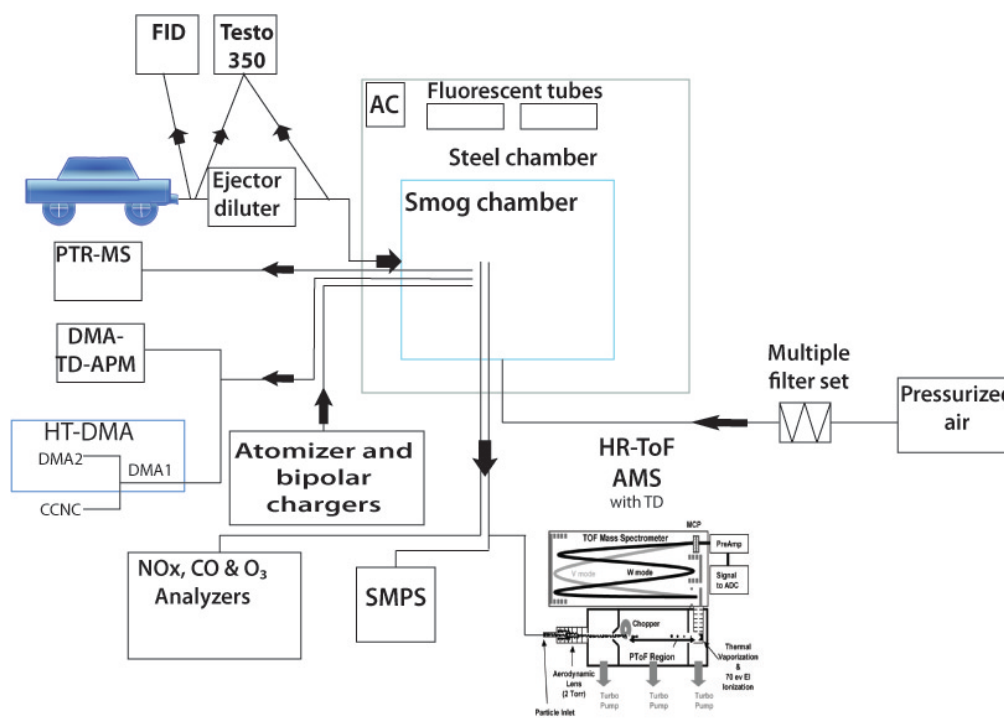 FID
Testo
350
AC
Fluorescent tubes
Steel chamber
Ejector
diluter
Smog chamber
PTR-MS
DMA-
TD-APM
Multiple
filter set
Pressurized
air
HT-DMA
DMA2
DMA1
CCNC
Atomizer and
bipolar
chargers
HR-ToF
AMS
with TD
NOx, CO & O₃
Analyzers
SMPS
MCP
TOF Mass Spectrometer
PreAmp
V mode
W mode
Signal
to ADC
Chopper
PToF Region
Thermal
Vaporization
&
70 ev EI
Ionization
Aerodynamic
Lens
(2 Torr)
Particle Inlet
Turbo
Pump
Turbo
Pump
Turbo
Pump